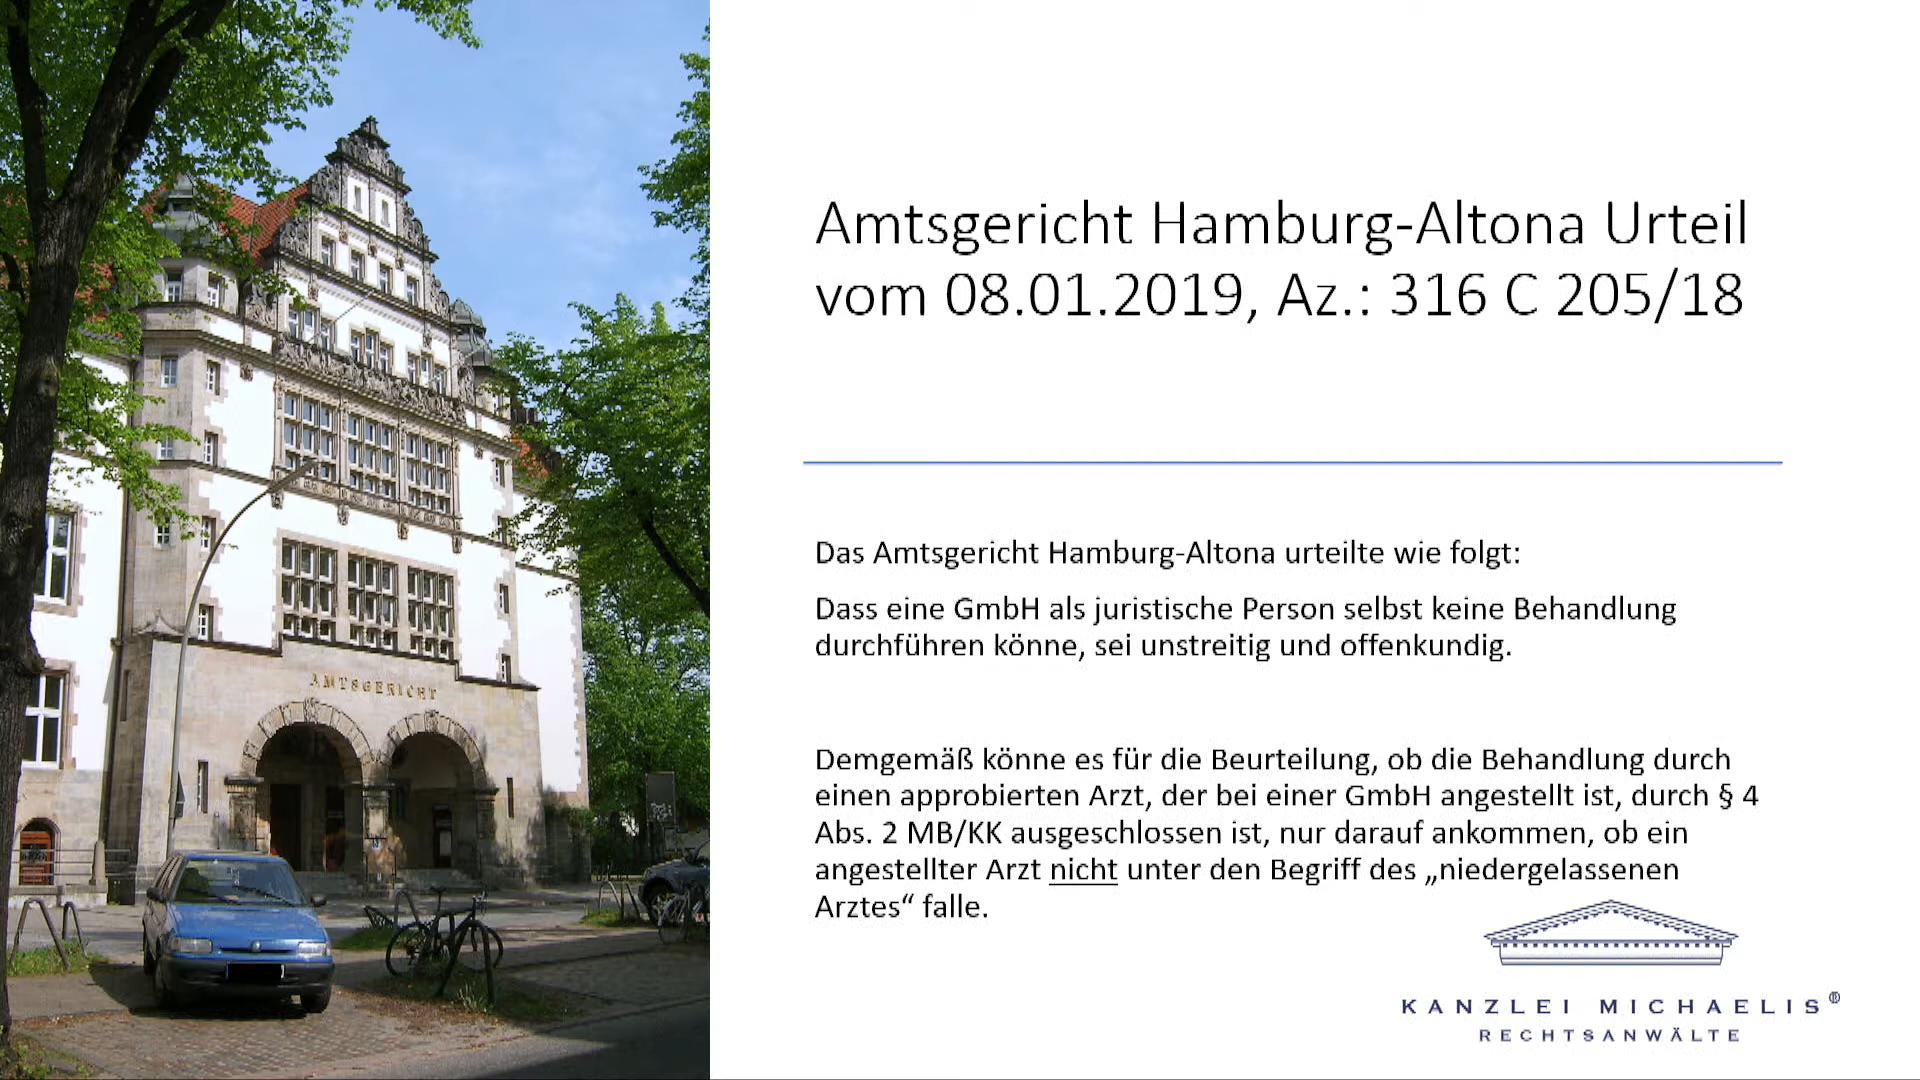 Amtsgericht Hamburg-Altona Urteil
vom 08.01.2019, Az.: 316 C 205/18
Das Amtsgericht Hamburg-Altona urteilte wie folgt:
Dass eine GmbH als juristische Person selbst keine Behandlung
durchführen könne, sei unstreitig und offenkundig.
Demgemäß könne es für die Beurteilung, ob die Behandlung durch
einen approbierten Arzt, der bei einer GmbH angestellt ist, durch § 4
Abs. 2 MB/KK ausgeschlossen ist, nur darauf ankommen, ob ein
angestellter Arzt nicht unter den Begriff des „niedergelassenen
Arztes“ falle.
AMTSGERICHT
KANZLEI MICHAELIS®
RECHTSANWÄLTE